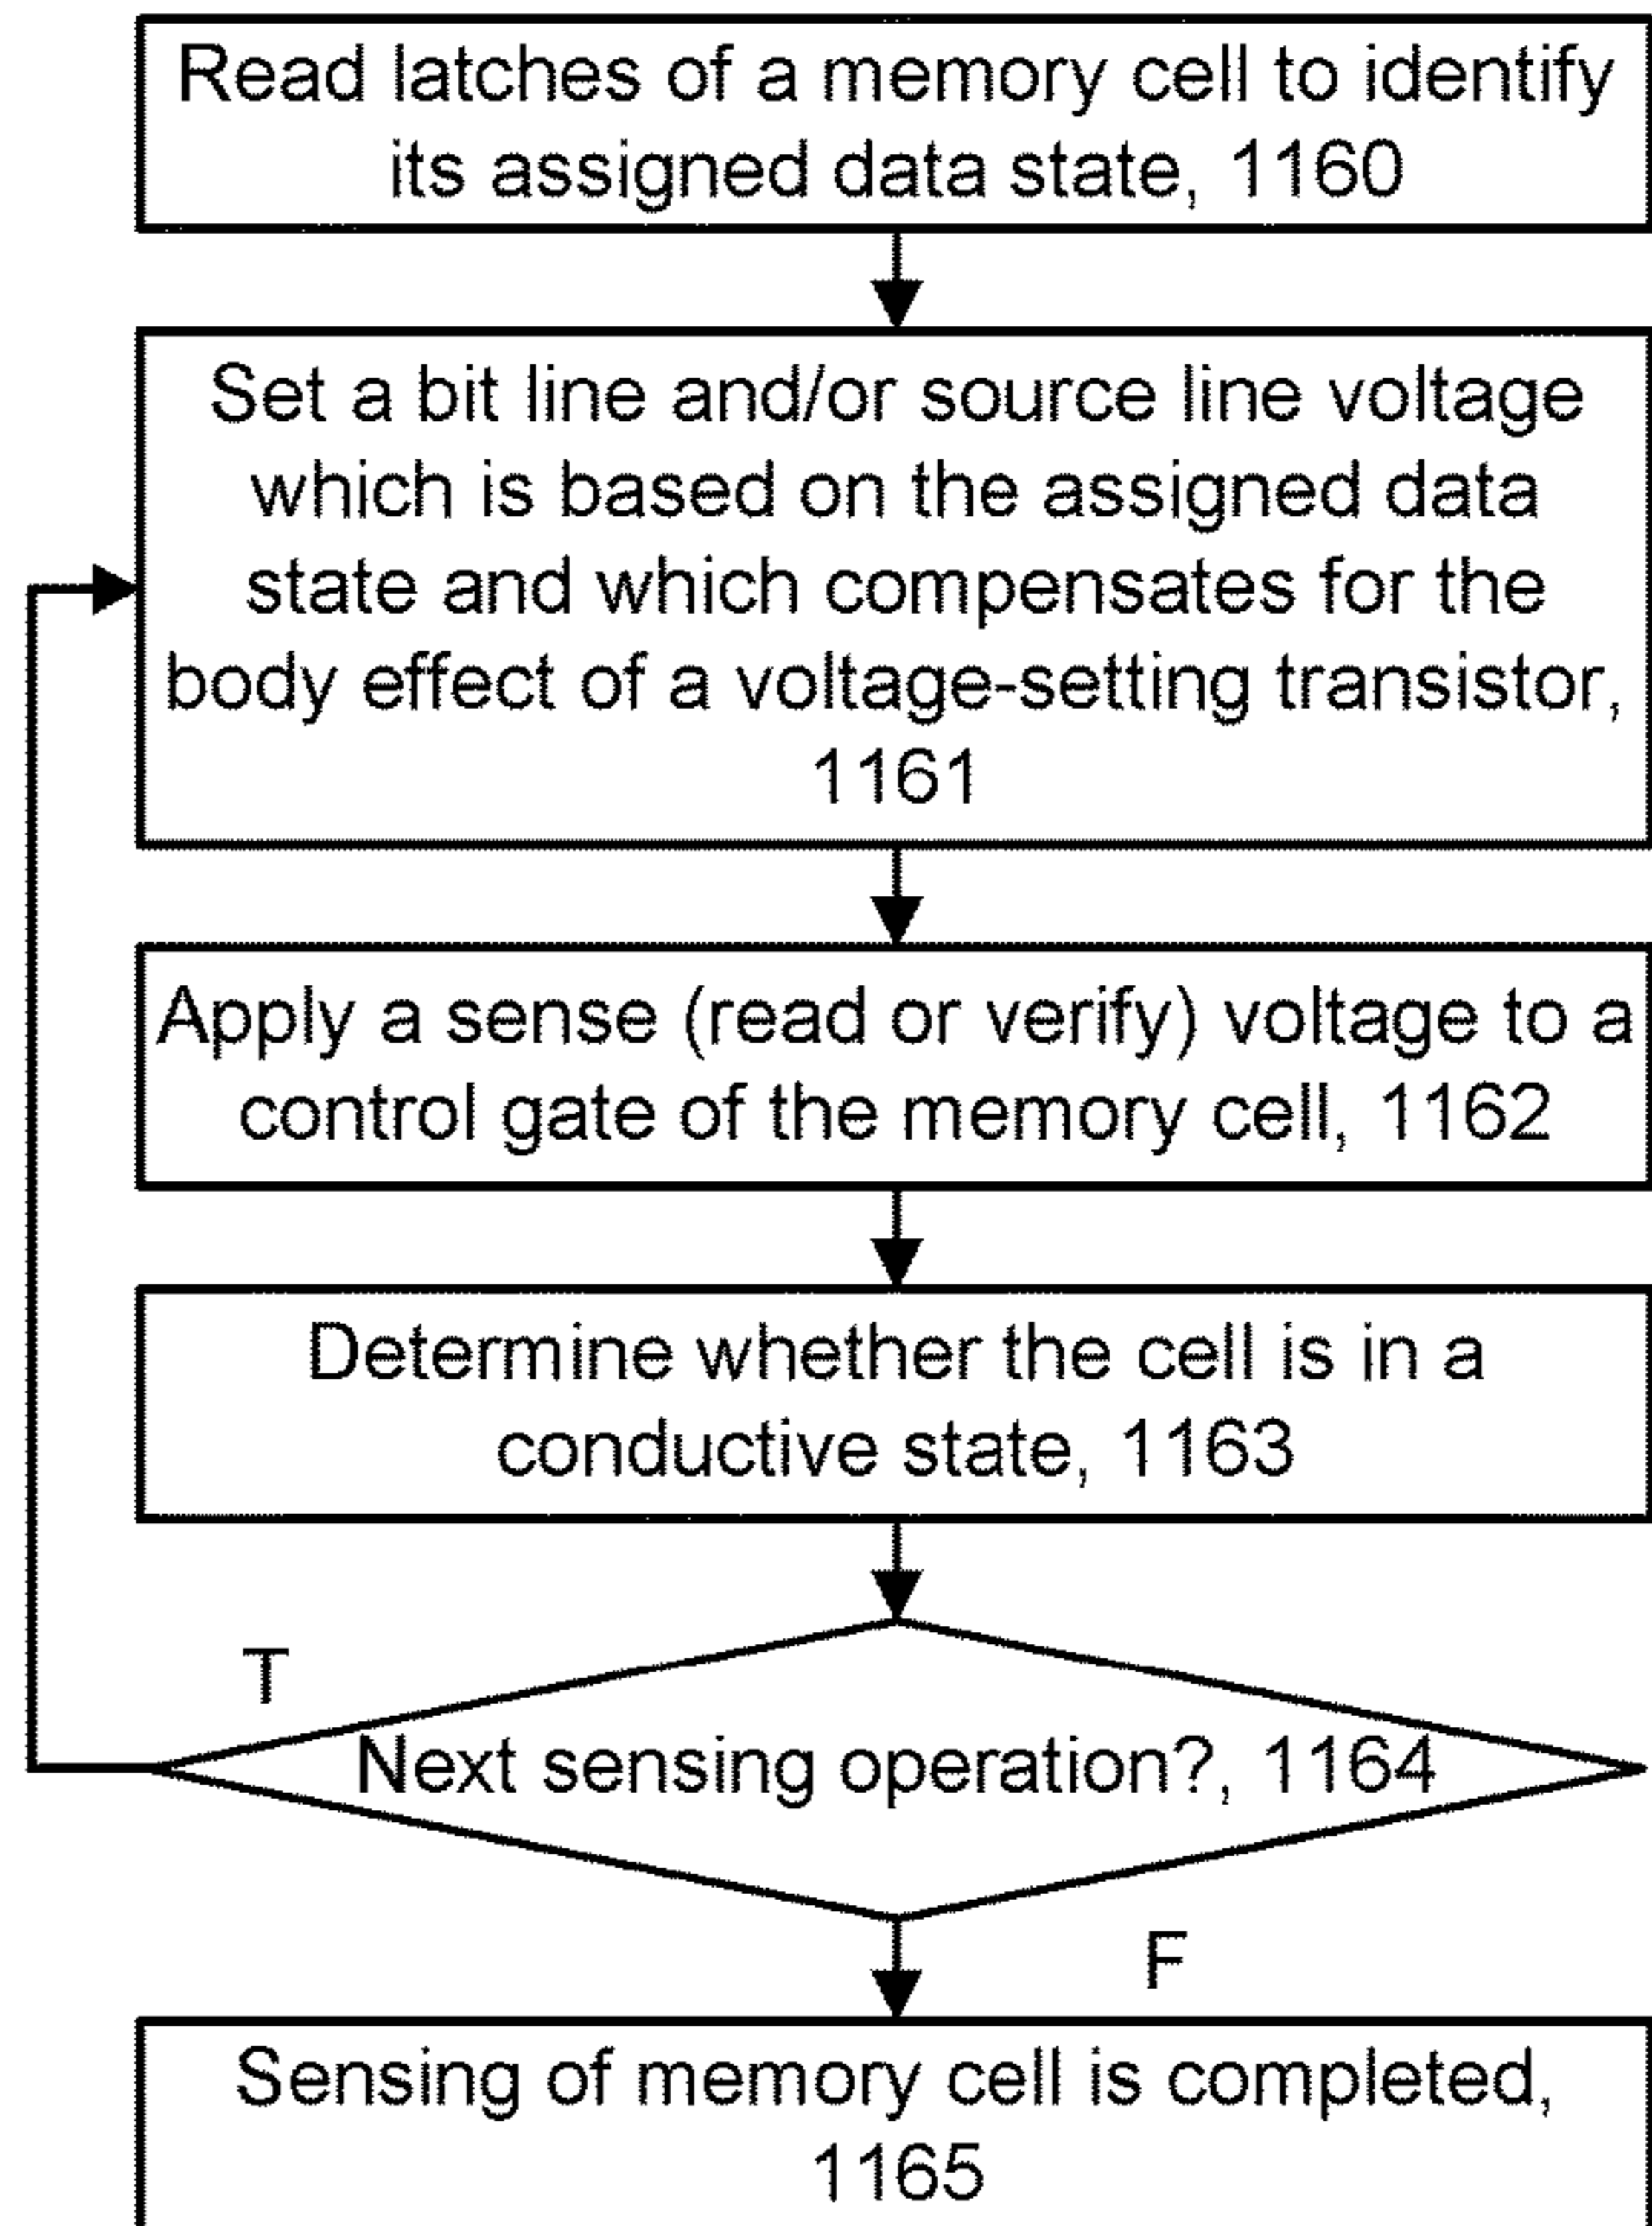 Read latches of a memory cell to identify
its assigned data state, 1160
Set a bit line and/or source line voltage
which is based on the assigned data
state and which compensates for the
body effect of a voltage-setting transistor,
1161
Apply a sense (read or verify) voltage to a
control gate of the memory cell, 1162
Determine whether the cell is in a
conductive state, 1163
T
Next sensing operation?, 1164
F
Sensing of memory cell is completed,
1165